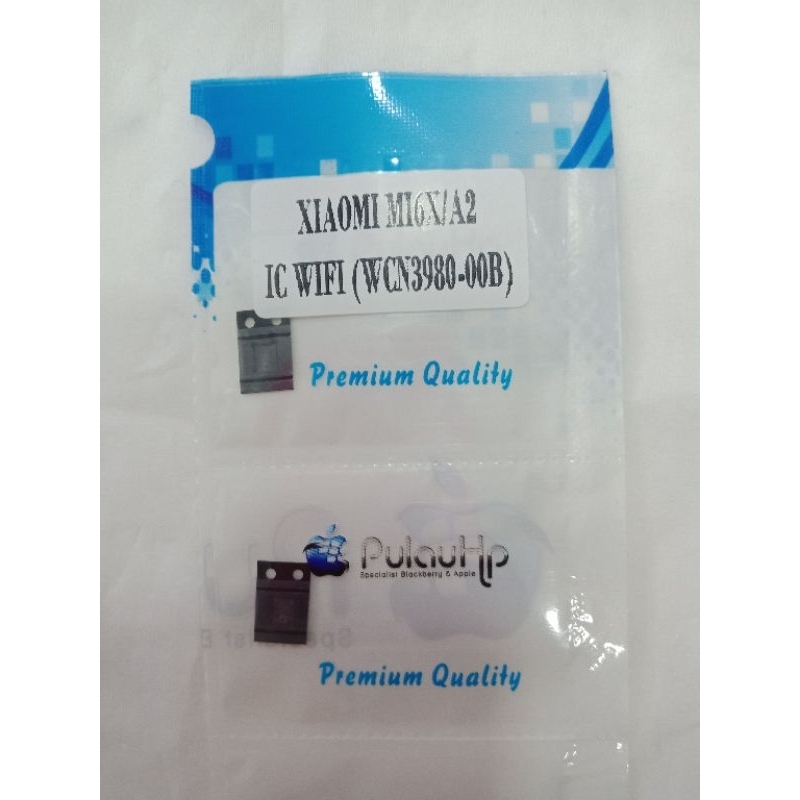 XIAOMI MI6X/A2
IC WIFI (WCN3980-00B)
Premium Quality
PulauHp
Specialist Blackberry & Apple
Premium Quality